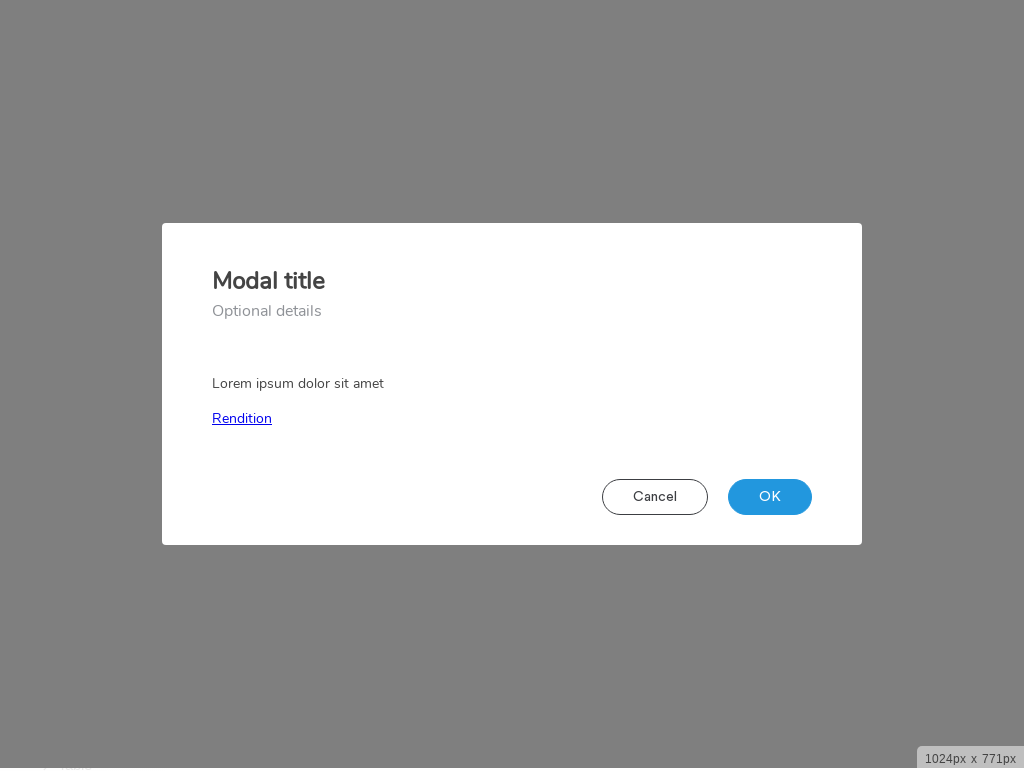 Modal title
Optional details
Lorem ipsum dolor sit amet
Rendition
Cancel
OK
1024px x 771px